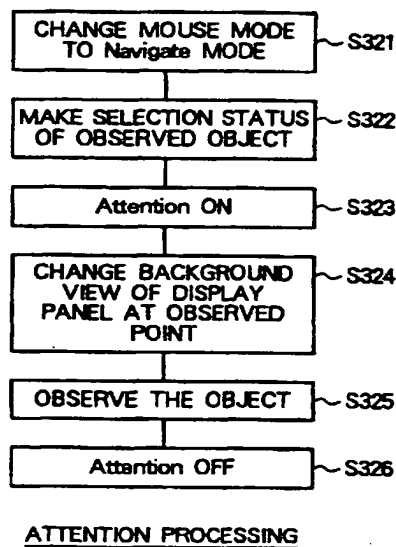 CHANGE MOUSE MODE
TO Navigate MODE
S321
MAKE SELECTION STATUS
OF OBSERVED OBJECT
S322
Attention ON
S323
CHANGE BACKGROUND
VIEW OF DISPLAY
PANEL AT OBSERVED
POINT
S324
OBSERVE THE OBJECT
S325
Attention OFF
S326
ATTENTION PROCESSING